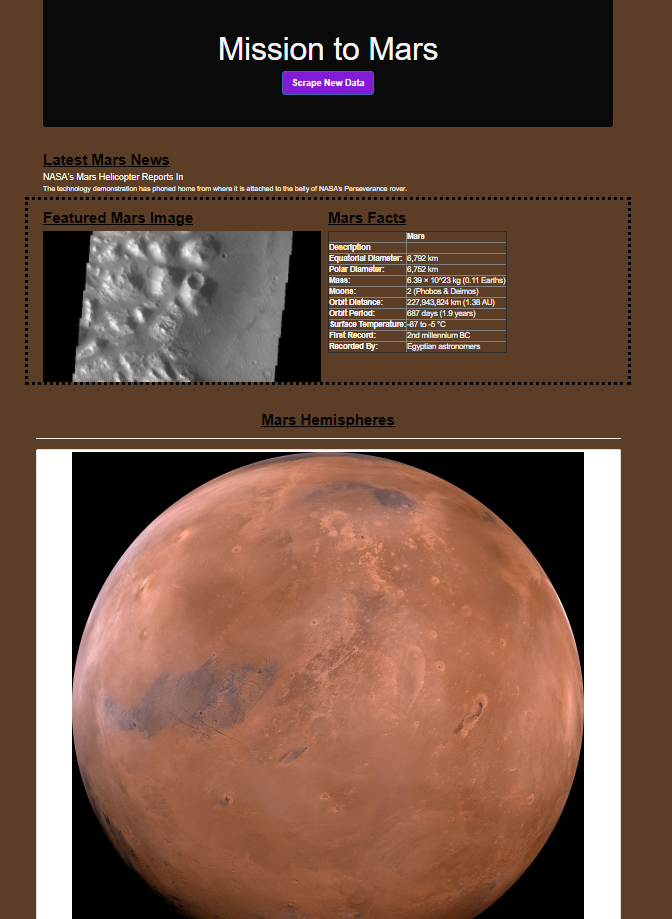 Mission to Mars
Scrape New Data
Latest Mars News
NASA's Mars Helicopter Reports In
The technology demonstration has phoned home from where it is attached to the belly of NASA's Perseverance rover.
Featured Mars Image
Mars Facts
Mars
Description
Equatorial Diameter: 6,792 km
Polar Diameter: 6,752 km
Mass: 6.39 × 10^23 kg (0.11 Earths)
Moons: 2 (Phobos & Deimos)
Orbit Distance: 227,943,824 km (1.38 AU)
Orbit Period: 687 days (1.9 years)
Surface Temperature: -87 to -5 °C
First Record: 2nd millennium BC
Recorded By: Egyptian astronomers
Mars Hemispheres